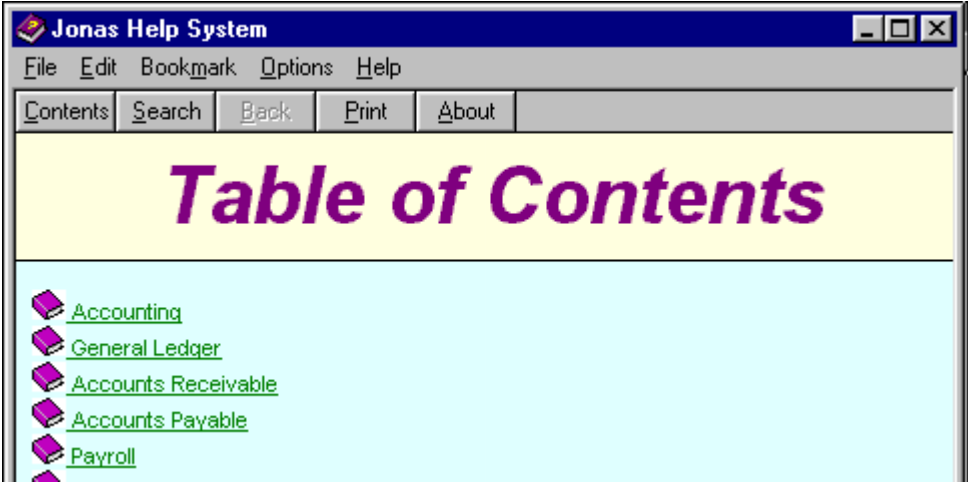 Jonas Help System
File Edit Bookmark Options Help
Contents Search Back Print About
Table of Contents
Accounting
General Ledger
Accounts Receivable
Accounts Payable
Payroll